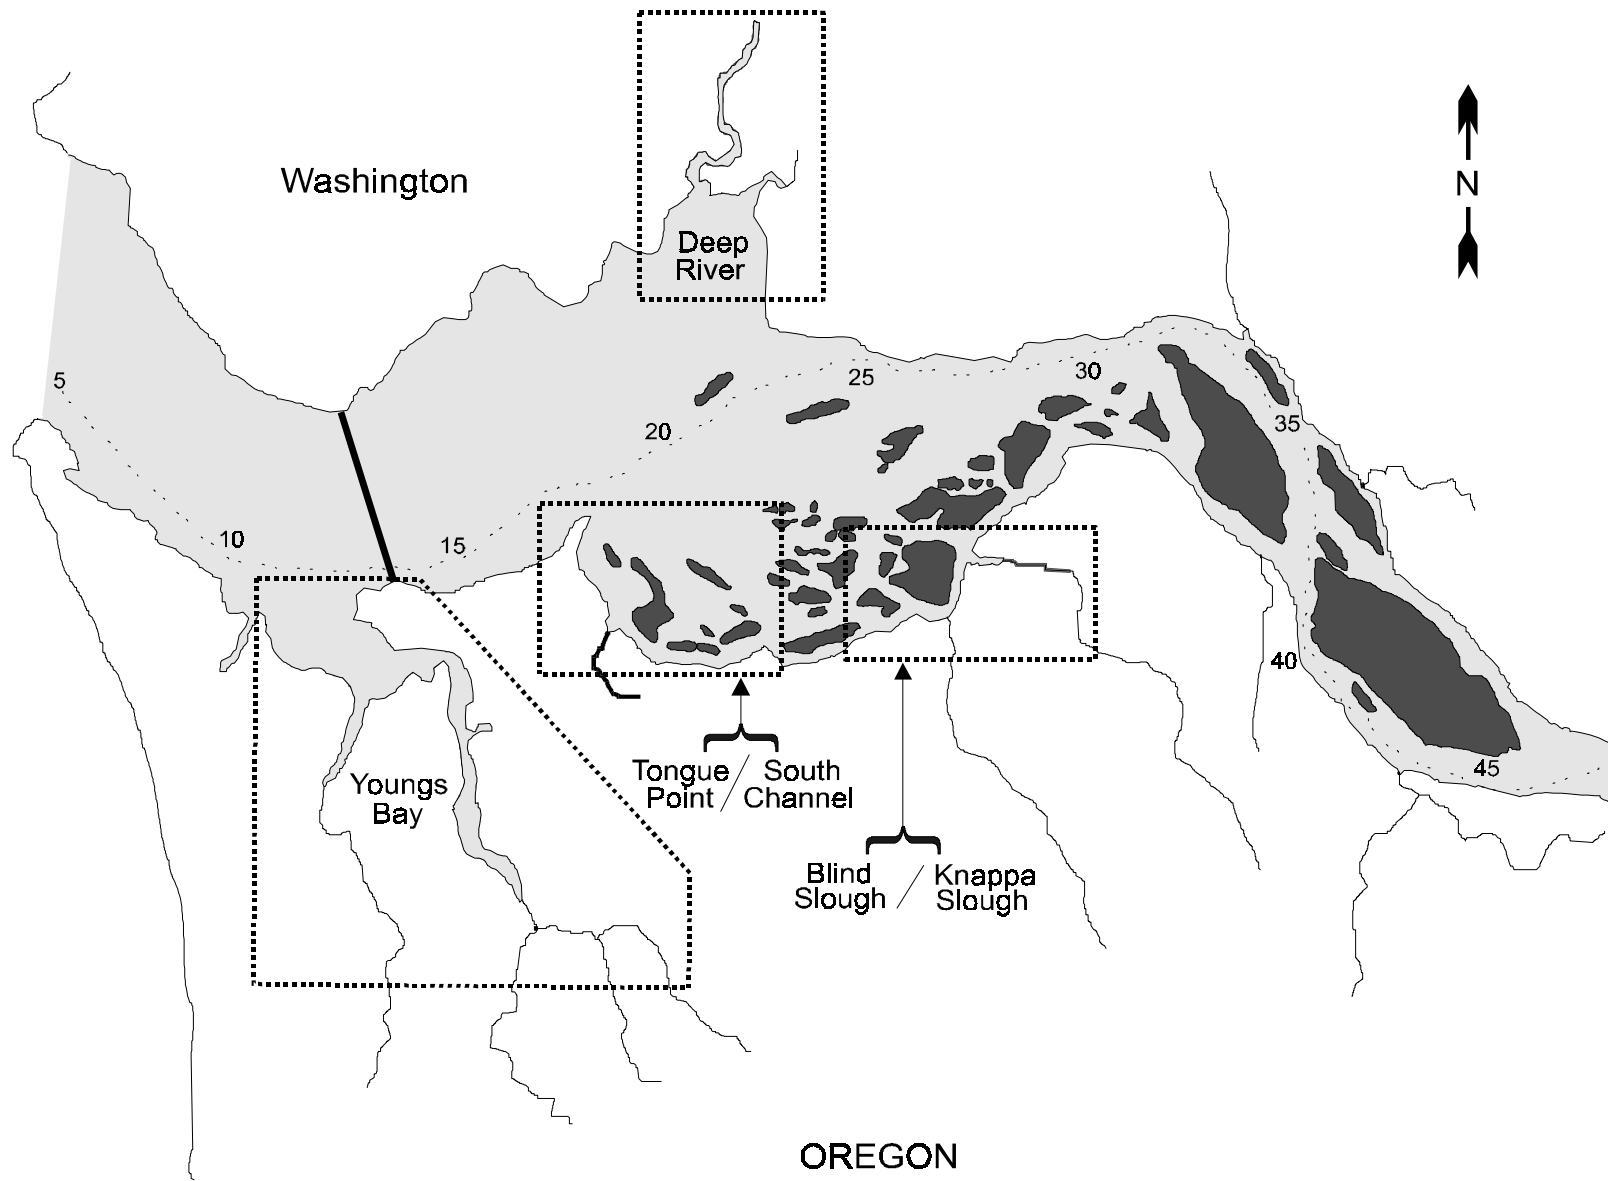 Washington
N
Deep
River
5
10
15
20
25
30
35
40
45
Youngs
Bay
Tongue / South
Point / Channel
Blind / Knappa
Slough / Slough
OREGON